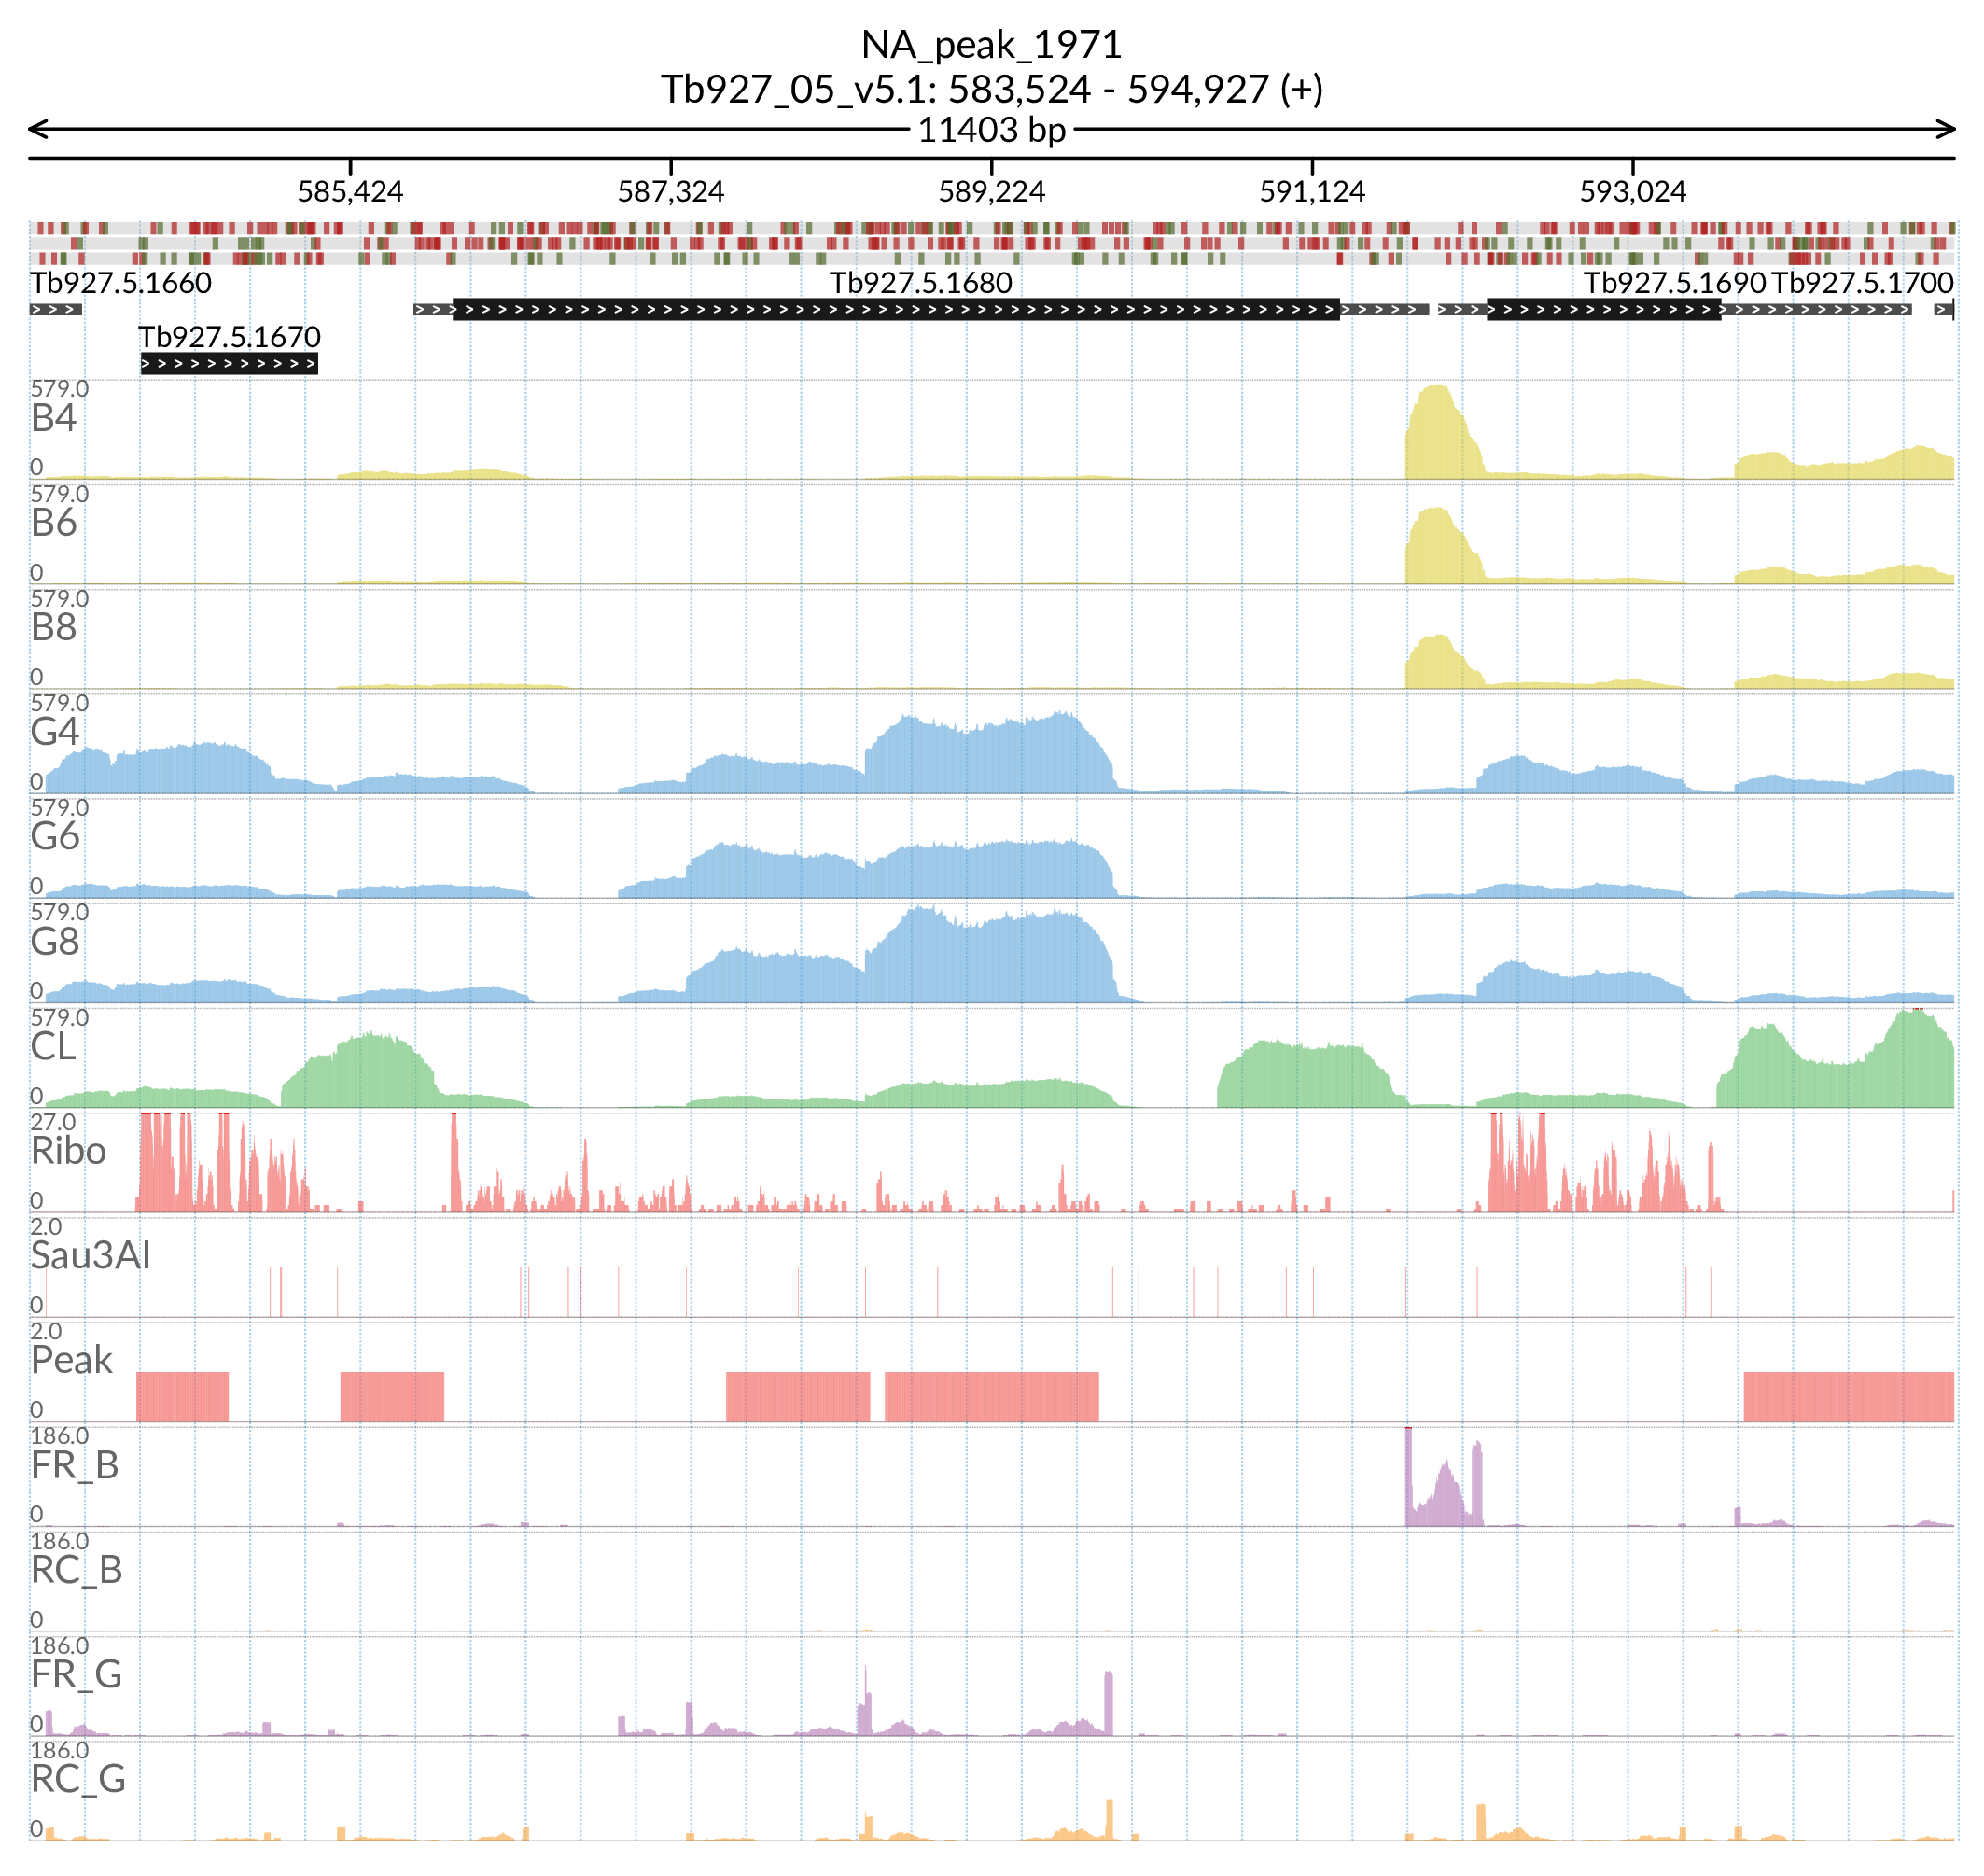 NA_peak_1971
Tb927_05_v5.1: 583,524 - 594,927 (+)
11403 bp
585,424 587,324 589,224 591,124 593,024
Tb927.5.1660 Tb927.5.1680 Tb927.5.1690 Tb927.5.1700
Tb927.5.1670
579.0
B4
0
579.0
B6
0
579.0
B8
0
579.0
G4
0
579.0
G6
0
579.0
G8
0
579.0
CL
0
27.0
Ribo
0
2.0
Sau3AI
0
2.0
Peak
0
186.0
FR_B
0
186.0
RC_B
0
186.0
FR_G
0
186.0
RC_G
0